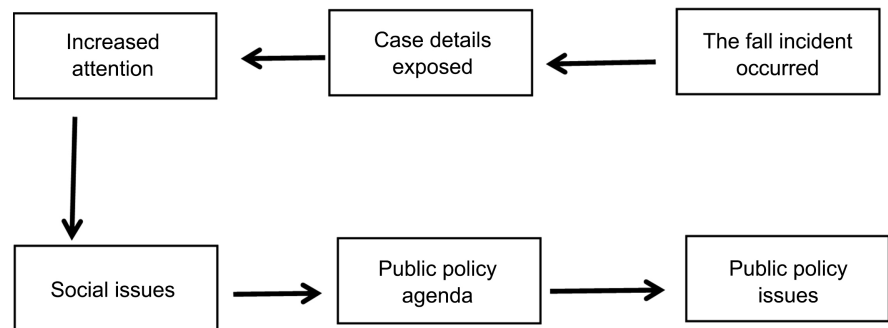 Increased
attention
Case details
exposed
The fall incident
occurred
Social issues
Public policy
agenda
Public policy
issues